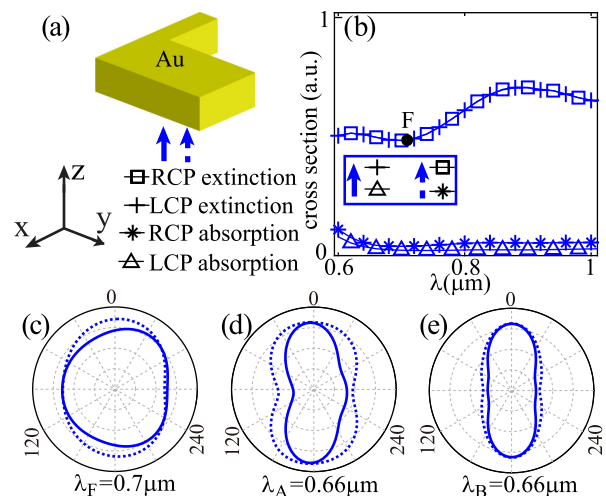 (a)
Au
z
x
y
RCP extinction
LCP extinction
RCP absorption
LCP absorption
(b)
cross section (a.u.)
1
0
F
0.6
0.8
1
λ(μm)
(c)
0
120
240
λF=0.7μm
(d)
0
120
240
λA=0.66μm
(e)
0
120
240
λB=0.66μm